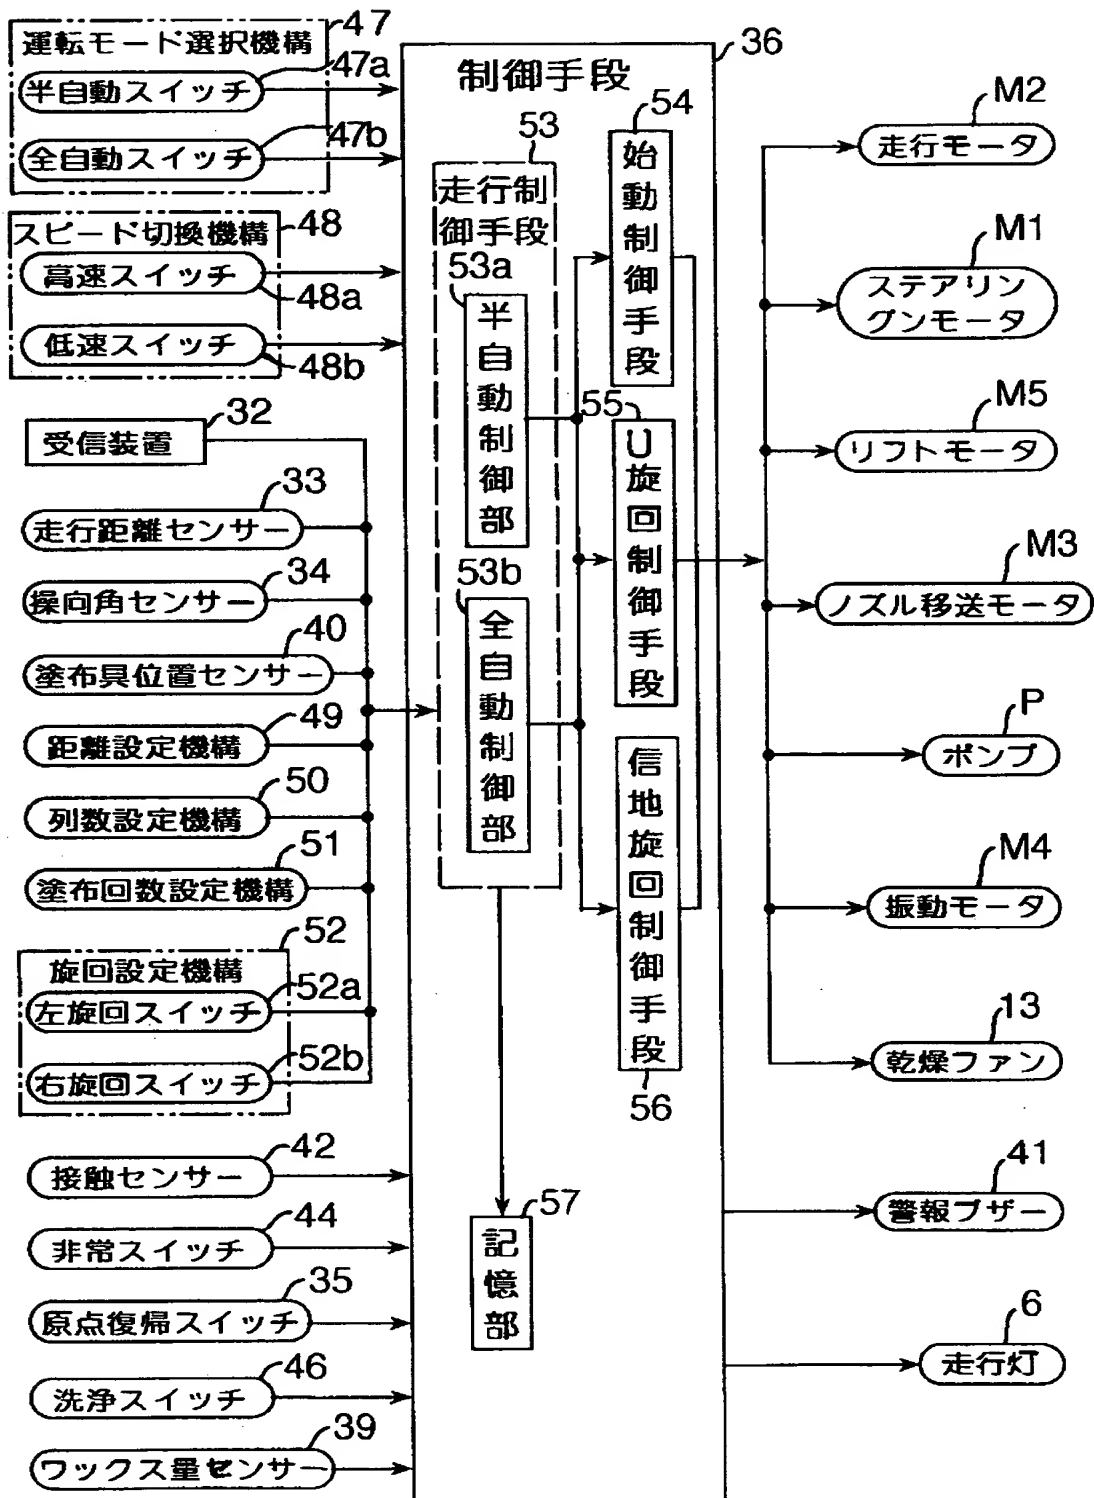 運転モード選択機構
47
半自動スイッチ
47a
全自動スイッチ
47b
スピード切換機構
48
高速スイッチ
48a
低速スイッチ
48b
受信装置
32
走行距離センサー
33
操向角センサー
34
塗布具位置センサー
40
距離設定機構
49
列数設定機構
50
塗布回数設定機構
51
旋回設定機構
52
左旋回スイッチ
52a
右旋回スイッチ
52b
接触センサー
42
非常スイッチ
44
原点復帰スイッチ
35
洗浄スイッチ
46
ワックス量センサー
39
制御手段
36
走行制
御手段
53
半自動制御部
53a
全自動制御部
53b
始動制御手段
54
U旋回制御手段
55
信地旋回制御手段
56
記憶部
57
走行モータ
M2
ステアリン
グンモータ
M1
リフトモータ
M5
ノズル移送モータ
M3
ポンプ
P
振動モータ
M4
乾燥ファン
13
警報ブザー
41
走行灯
6